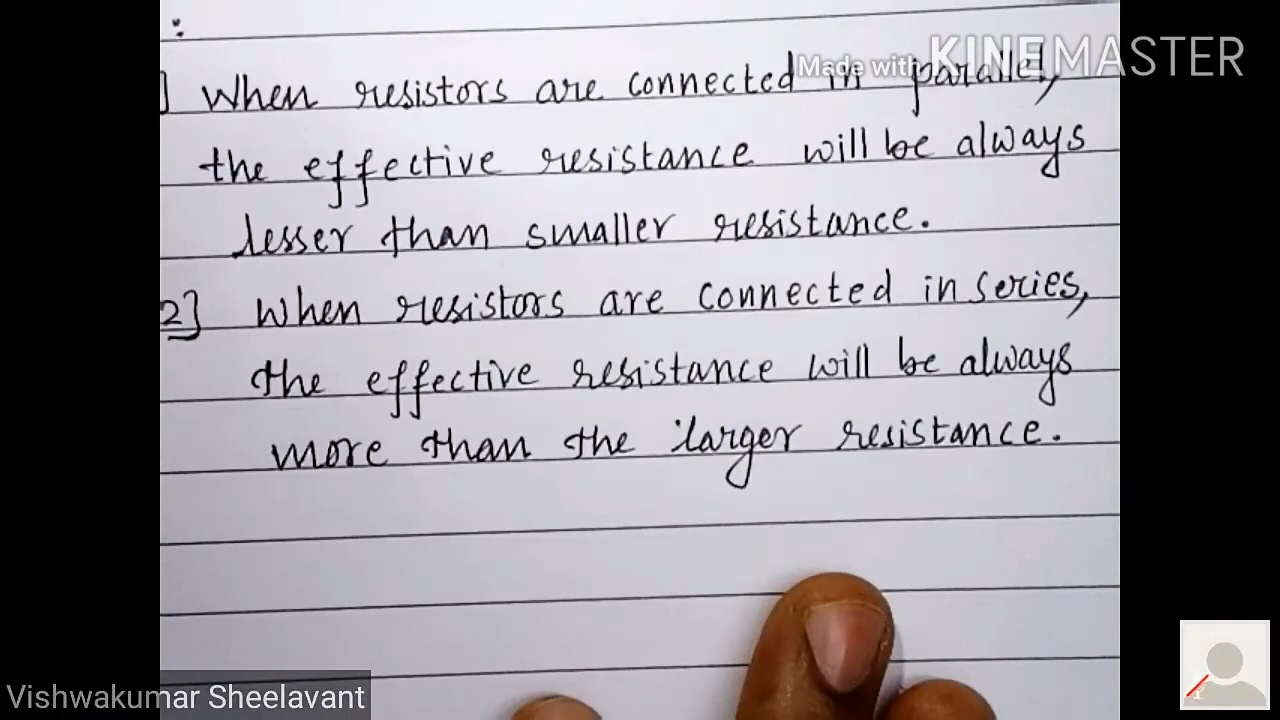 :
Made with KINEMASTER
] When resistors are connected in parallel,
the effective resistance will be always
lesser than smaller resistance.
2] When resistors are connected in series,
the effective resistance will be always
more than the larger resistance.
Vishwakumar Sheelavant